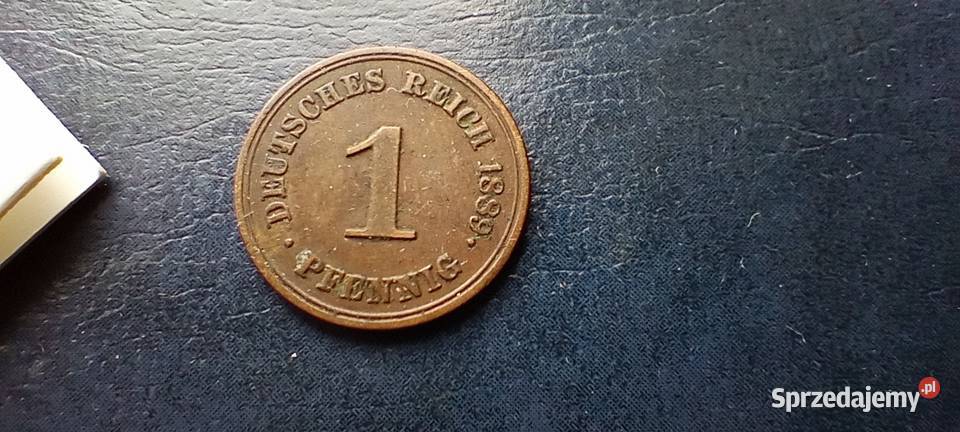 DEUTSCHES REICH 1889.
1
· PFENNIG
Sprzedajemy.pl